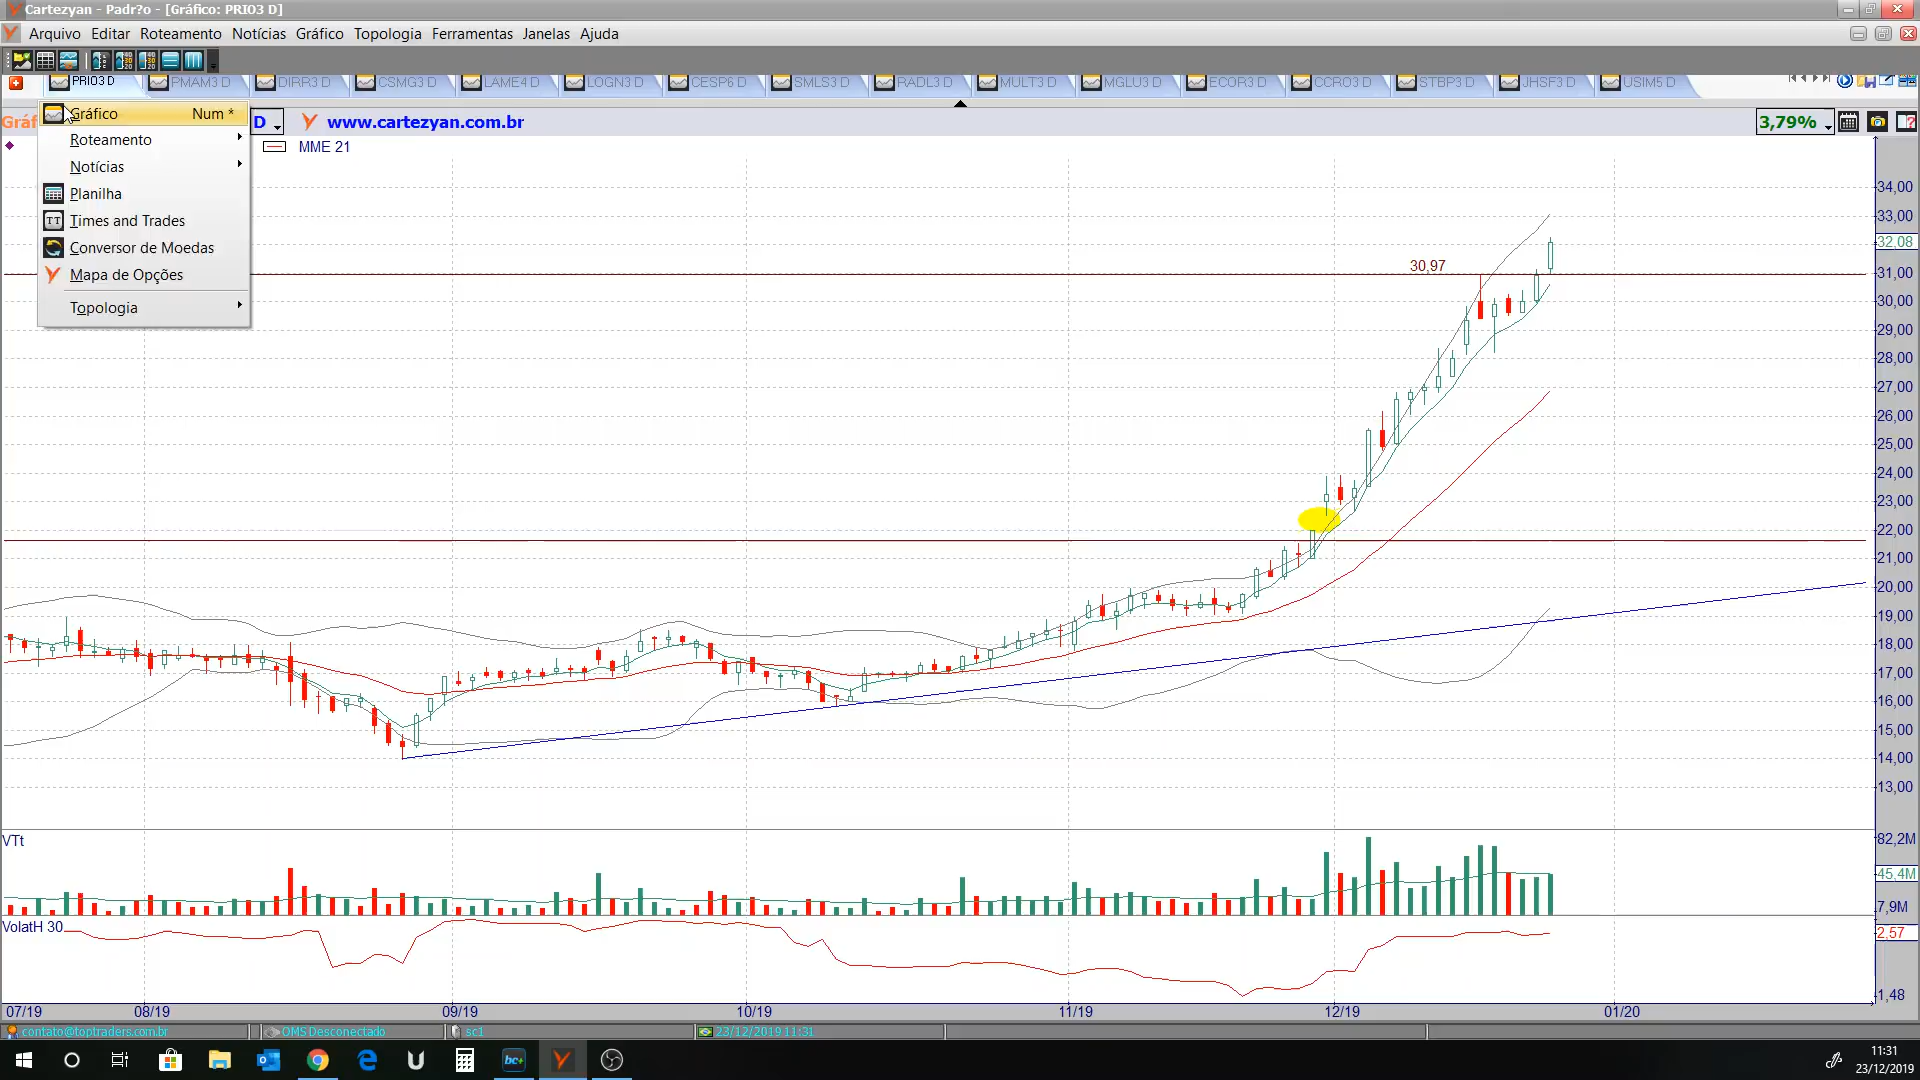 Cartezyan - Padr?o - [Gráfico: PRIO3 D]
Arquivo Editar Roteamento Notícias Gráfico Topologia Ferramentas Janelas Ajuda
PRIO3 D PMAM3 D DIRR3 D CSMG3 D LAME4 D LOGN3 D CESP6 D SMLS3 D RADL3 D MULT3 D MGLU3 D ECOR3 D CCRO3 D STBP3 D JHSF3 D USIM5 D
Gráf
Gráfico Num *
Roteamento
Notícias
Planilha
TT Times and Trades
Conversor de Moedas
Mapa de Opções
Topologia
D www.cartezyan.com.br
3,79%
MME 21
30,97
34,00
33,00
32,08
31,00
30,00
29,00
28,00
27,00
26,00
25,00
24,00
23,00
22,00
21,00
20,00
19,00
18,00
17,00
16,00
15,00
14,00
13,00
VTt
82,2M
45,4M
7,9M
VolatH 30
2,57
1,48
07/19 08/19 09/19 10/19 11/19 12/19 01/20
contato@toptraders.com.br OMS Desconectado sc1 23/12/2019 11:31
bc+
11:31
23/12/2019